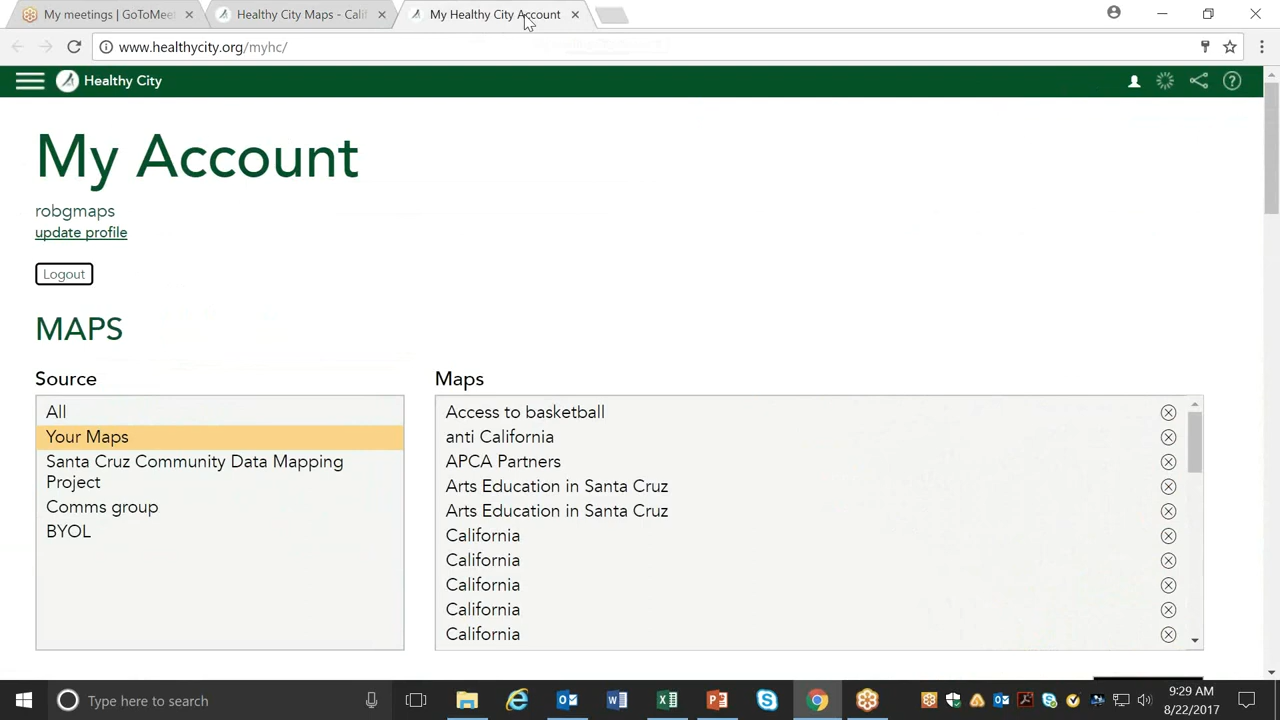 My meetings | GoToMeet
Healthy City Maps - Calif
My Healthy City Account
www.healthycity.org/myhc/
Healthy City
My Account
robgmaps
update profile
Logout
MAPS
Source
All
Your Maps
Santa Cruz Community Data Mapping
Project
Comms group
BYOL
Maps
Access to basketball
anti California
APCA Partners
Arts Education in Santa Cruz
Arts Education in Santa Cruz
California
California
California
California
California
Type here to search
9:29 AM
8/22/2017